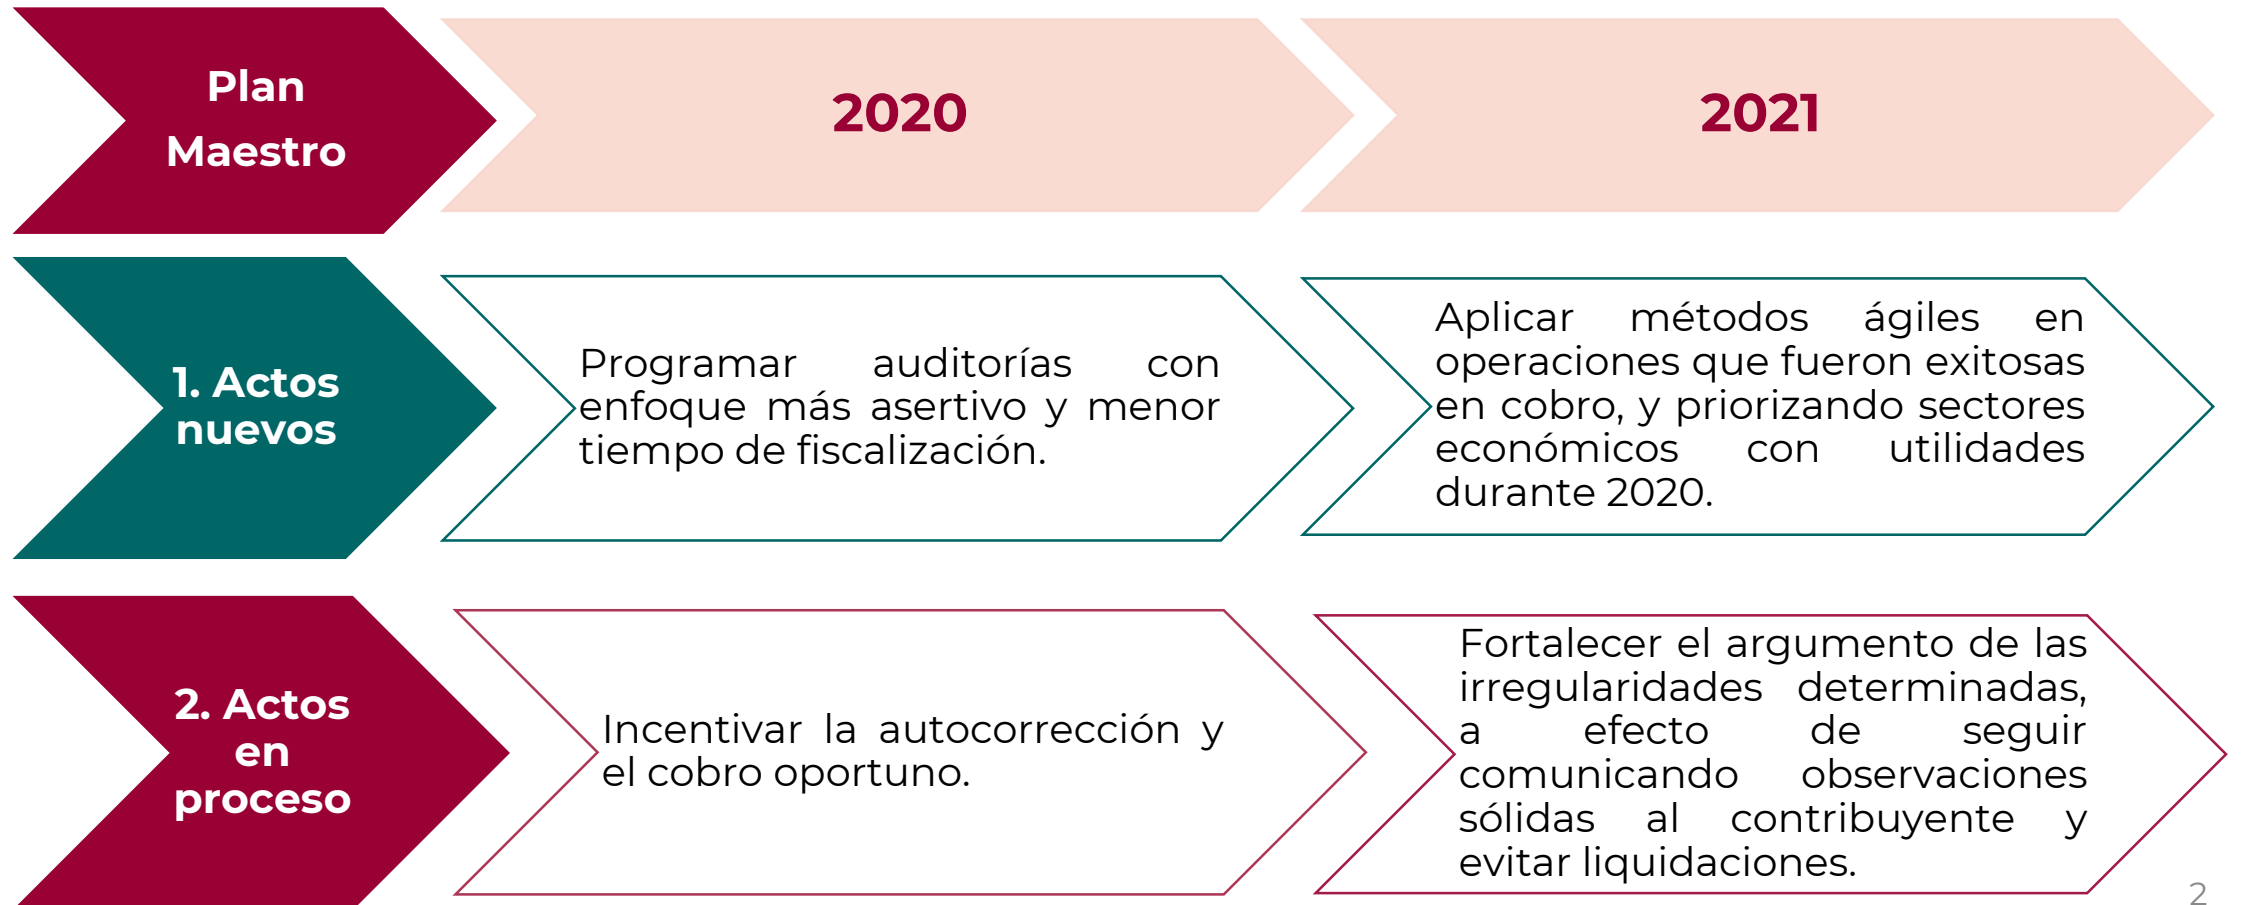 Plan
Maestro
2020
2021
1. Actos
nuevos
Programar auditorías con
enfoque más asertivo y menor
tiempo de fiscalización.
Aplicar métodos ágiles en
operaciones que fueron exitosas
en cobro, y priorizando sectores
económicos con utilidades
durante 2020.
2. Actos
en
proceso
Incentivar la autocorrección y
el cobro oportuno.
Fortalecer el argumento de las
irregularidades determinadas,
a efecto de seguir
comunicando observaciones
sólidas al contribuyente y
evitar liquidaciones.
2